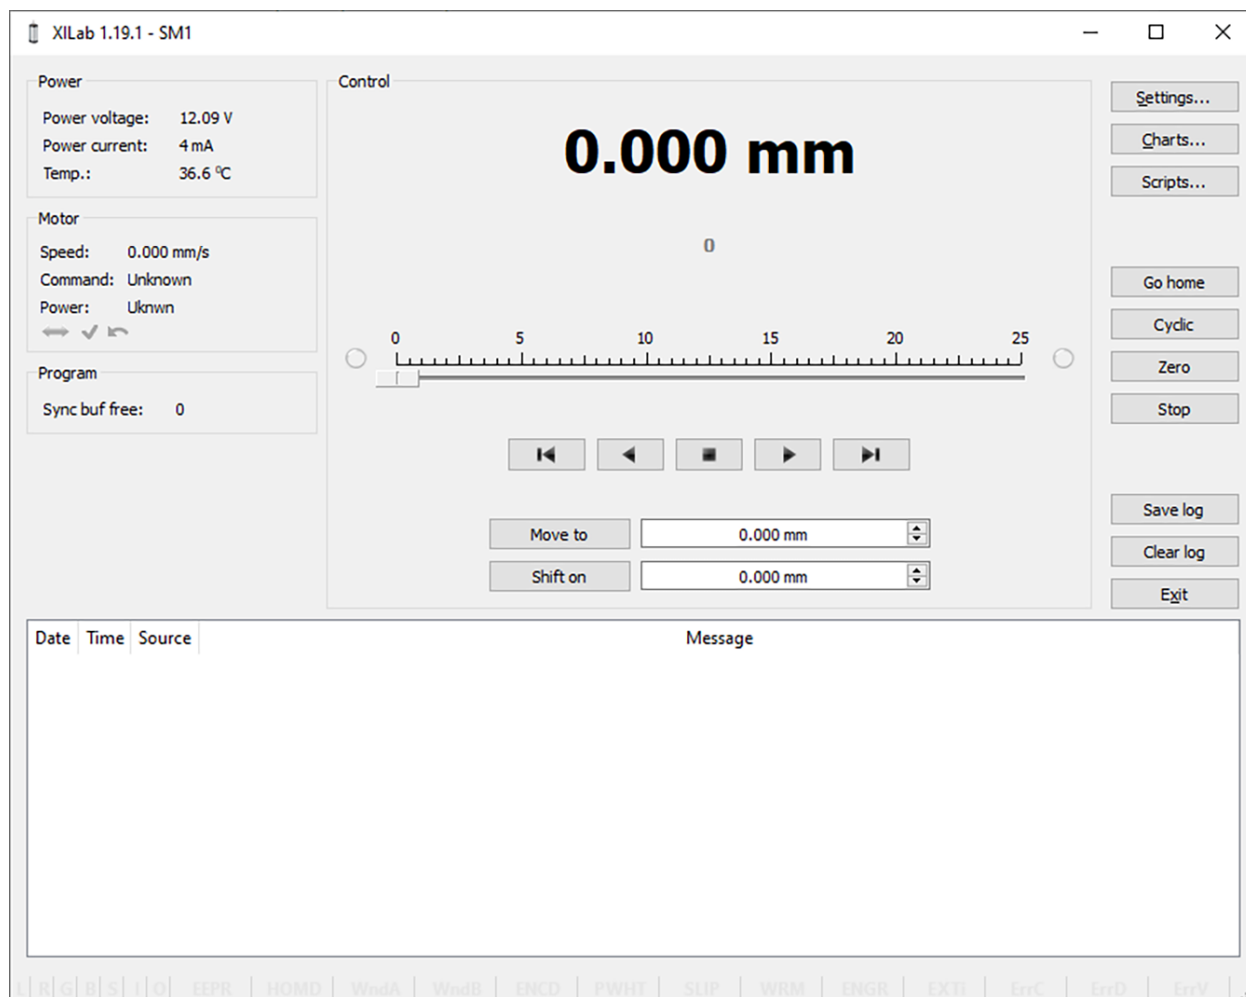 XILab 1.19.1 - SM1
Power
Power voltage: 12.09 V
Power current: 4 mA
Temp.: 36.6 ⁰C
Motor
Speed: 0.000 mm/s
Command: Unknown
Power: Uknwn
Program
Sync buf free: 0
Control
0.000 mm
0
0 5 10 15 20 25
Move to 0.000 mm
Shift on 0.000 mm
Settings...
Charts...
Scripts...
Go home
Cyclic
Zero
Stop
Save log
Clear log
Exit
Date Time Source Message
L R G B S I O EEPR HOMD WndA WndB ENCD PWHT SLIP WRM ENGR EXTi ErrC ErrD ErrV